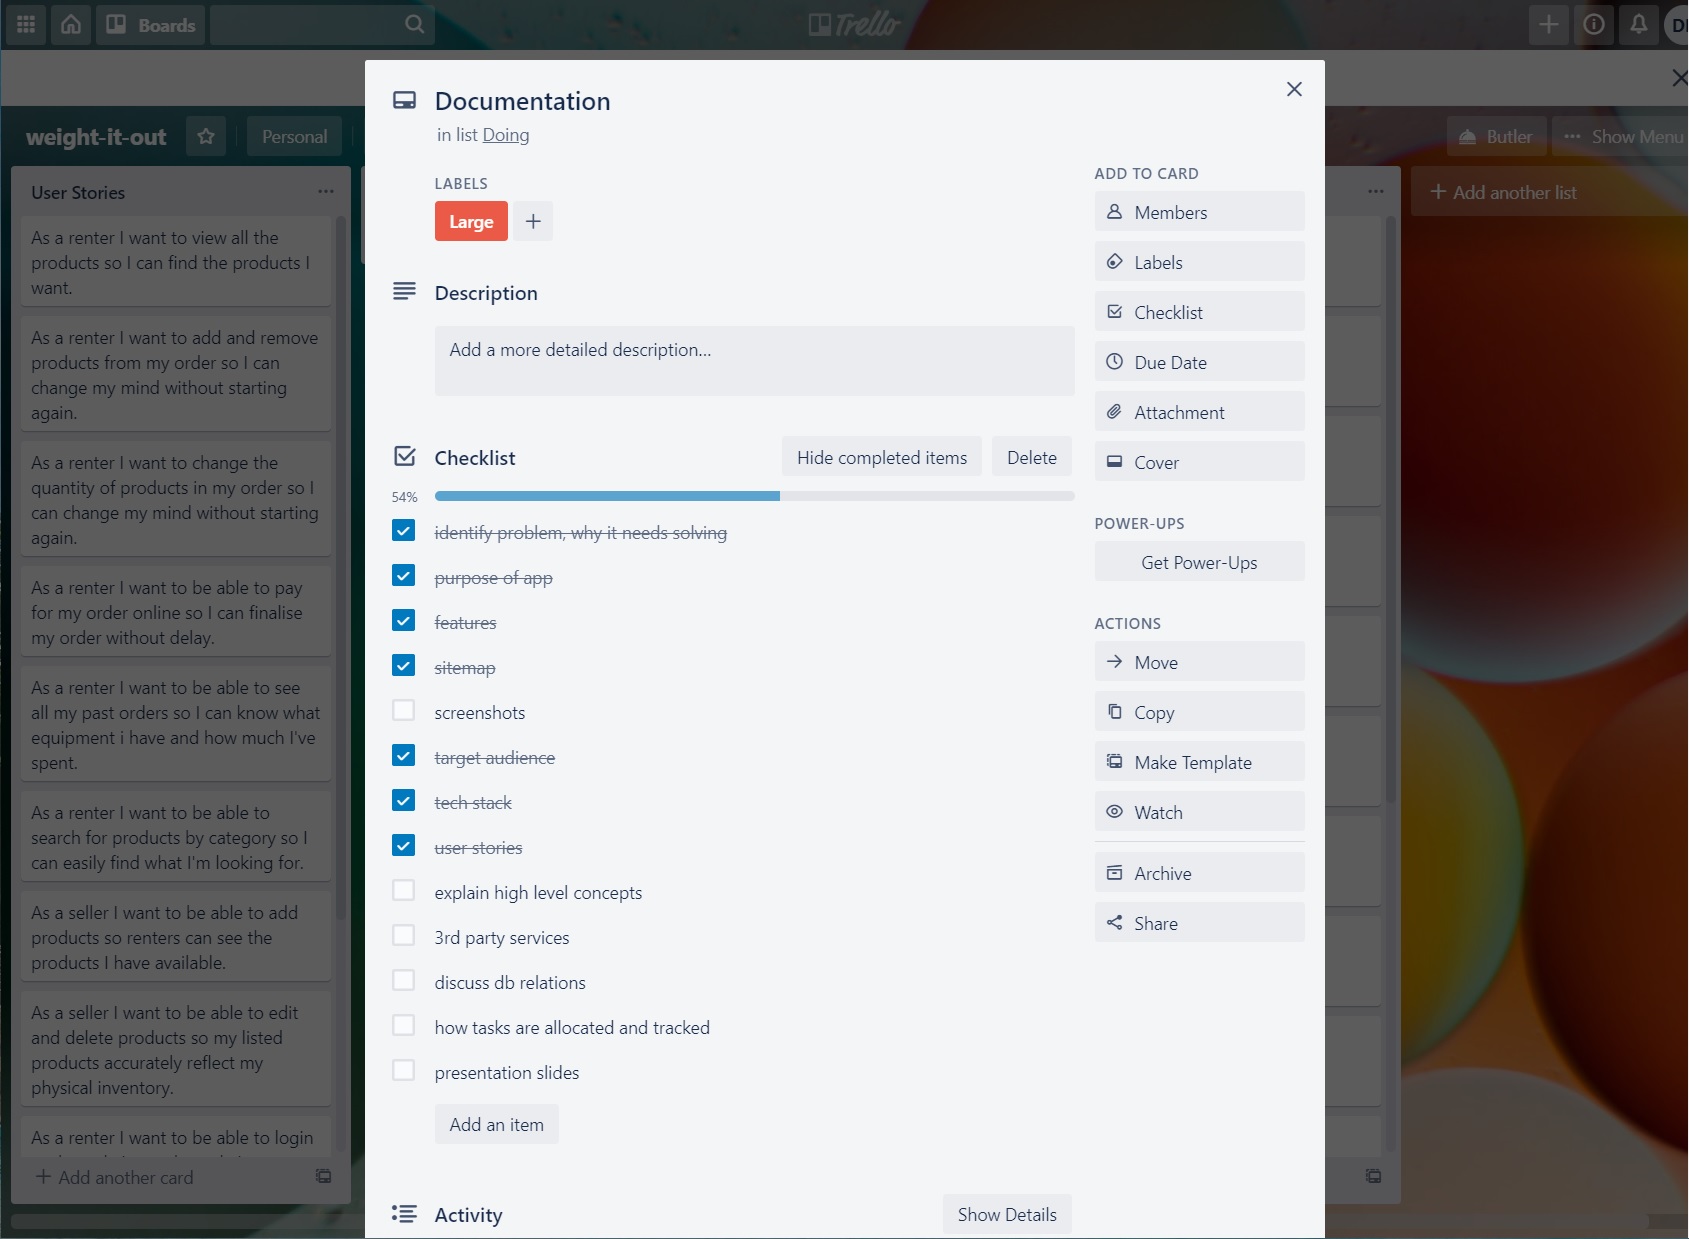 Boards
Trello
weight-it-out
Personal
Butler
··· Show Menu
User Stories ···
As a renter I want to view all the
products so I can find the products I
want.
As a renter I want to add and remove
products from my order so I can
change my mind without starting
again.
As a renter I want to change the
quantity of products in my order so I
can change my mind without starting
again.
As a renter I want to be able to pay
for my order online so I can finalise
my order without delay.
As a renter I want to be able to see
all my past orders so I can know what
equipment i have and how much I've
spent.
As a renter I want to be able to
search for products by category so I
can easily find what I'm looking for.
As a seller I want to be able to add
products so renters can see the
products I have available.
As a seller I want to be able to edit
and delete products so my listed
products accurately reflect my
physical inventory.
As a renter I want to be able to login
+ Add another card
Documentation
in list Doing
LABELS
Large +
Description
Add a more detailed description...
Checklist
Hide completed items
Delete
54%
identify problem, why it needs solving
purpose of app
features
sitemap
screenshots
target audience
tech stack
user stories
explain high level concepts
3rd party services
discuss db relations
how tasks are allocated and tracked
presentation slides
Add an item
Activity
Show Details
ADD TO CARD
Members
Labels
Checklist
Due Date
Attachment
Cover
POWER-UPS
Get Power-Ups
ACTIONS
Move
Copy
Make Template
Watch
Archive
Share
···
+ Add another list